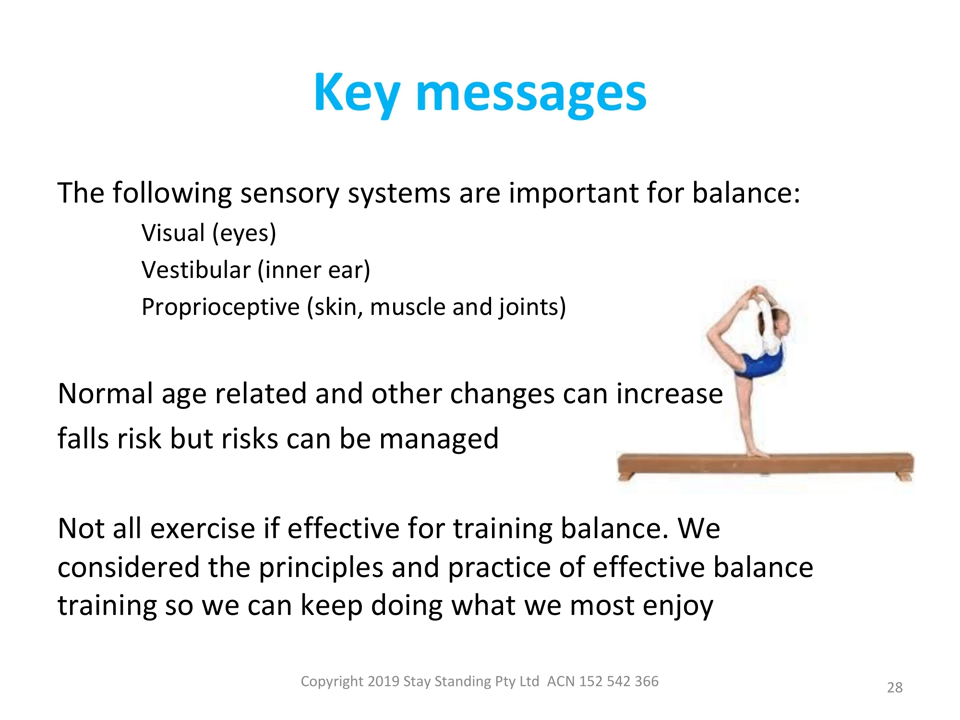 Key messages
The following sensory systems are important for balance:
Visual (eyes)
Vestibular (inner ear)
Proprioceptive (skin, muscle and joints)
Normal age related and other changes can increase
falls risk but risks can be managed
Not all exercise if effective for training balance. We
considered the principles and practice of effective balance
training so we can keep doing what we most enjoy
Copyright 2019 Stay Standing Pty Ltd  ACN 152 542 366
28